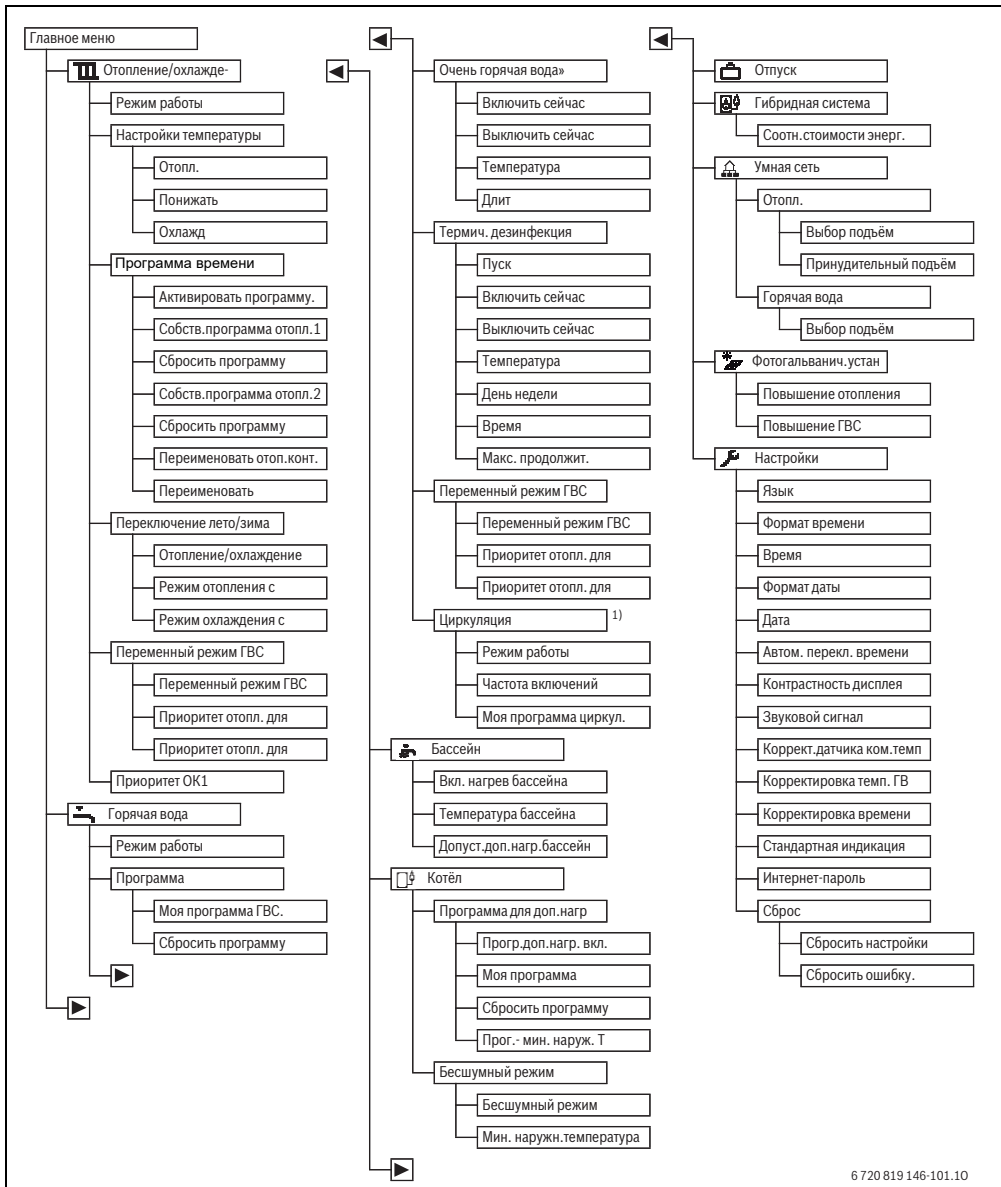 Главное меню
Отопление/охлажде-
Режим работы
Настройки температуры
Отопл.
Понижать
Охлажд
Программа времени
Активировать программу.
Собств.программа отопл.1
Сбросить программу
Собств.программа отопл.2
Сбросить программу
Переименовать отоп.конт.
Переименовать
Переключение лето/зима
Отопление/охлаждение
Режим отопления с
Режим охлаждения с
Переменный режим ГВС
Переменный режим ГВС
Приоритет отопл. для
Приоритет отопл. для
Приоритет ОК1
Горячая вода
Режим работы
Программа
Моя программа ГВС.
Сбросить программу
Очень горячая вода»
Включить сейчас
Выключить сейчас
Температура
Длит
Термич. дезинфекция
Пуск
Включить сейчас
Выключить сейчас
Температура
День недели
Время
Макс. продолжит.
Переменный режим ГВС
Переменный режим ГВС
Приоритет отопл. для
Приоритет отопл. для
Циркуляция 1)
Режим работы
Частота включений
Моя программа циркул.
Бассейн
Вкл. нагрев бассейна
Температура бассейна
Допуст.доп.нагр.бассейн
Котёл
Программа для доп.нагр
Прогр.доп.нагр. вкл.
Моя программа
Сбросить программу
Прог.- мин. наруж. Т
Бесшумный режим
Бесшумный режим
Мин. наружн.температура
Отпуск
Гибридная система
Соотн.стоимости энерг.
Умная сеть
Отопл.
Выбор подъём
Принудительный подъём
Горячая вода
Выбор подъём
Фотогальванич.устан
Повышение отопления
Повышение ГВС
Настройки
Язык
Формат времени
Время
Формат даты
Дата
Автом. перекл. времени
Контрастность дисплея
Звуковой сигнал
Коррект.датчика ком.темп
Корректировка темп. ГВ
Корректировка времени
Стандартная индикация
Интернет-пароль
Сброс
Сбросить настройки
Сбросить ошибку.
6 720 819 146-101.1O